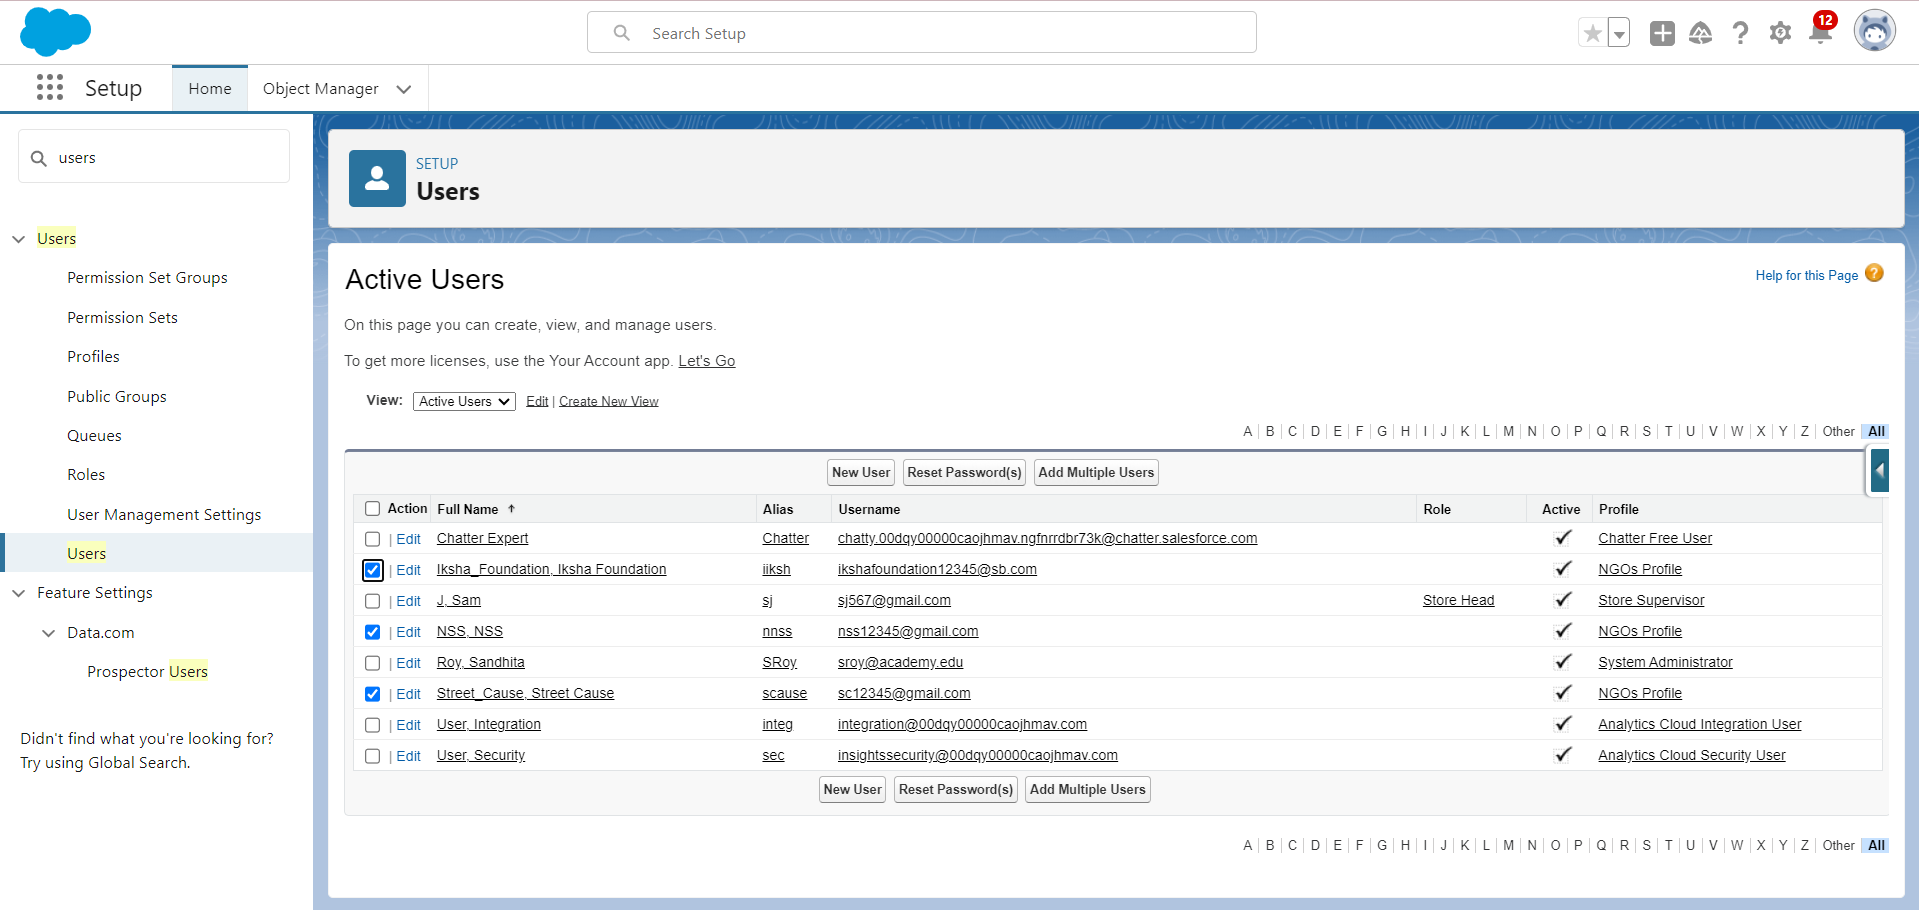 Search Setup
12
Setup
Home
Object Manager
users
Users
Permission Set Groups
Permission Sets
Profiles
Public Groups
Queues
Roles
User Management Settings
Users
Feature Settings
Data.com
Prospector Users
Didn't find what you're looking for?
Try using Global Search.
SETUP
Users
Active Users
Help for this Page ?
On this page you can create, view, and manage users.
To get more licenses, use the Your Account app. Let's Go
View: Active Users Edit | Create New View
A | B | C | D | E | F | G | H | I | J | K | L | M | N | O | P | Q | R | S | T | U | V | W | X | Y | Z | Other All
New User Reset Password(s) Add Multiple Users
Action Full Name ↑ Alias Username Role Active Profile
| Edit Chatter Expert Chatter chatty.00dqy00000caojhmav.ngfnrrdbr73k@chatter.salesforce.com Chatter Free User
| Edit Iksha_Foundation, Iksha Foundation iiksh ikshafoundation12345@sb.com NGOs Profile
| Edit J, Sam sj sj567@gmail.com Store Head Store Supervisor
| Edit NSS, NSS nnss nss12345@gmail.com NGOs Profile
| Edit Roy, Sandhita SRoy sroy@academy.edu System Administrator
| Edit Street_Cause, Street Cause scause sc12345@gmail.com NGOs Profile
| Edit User, Integration integ integration@00dqy00000caojhmav.com Analytics Cloud Integration User
| Edit User, Security sec insightssecurity@00dqy00000caojhmav.com Analytics Cloud Security User
New User Reset Password(s) Add Multiple Users
A | B | C | D | E | F | G | H | I | J | K | L | M | N | O | P | Q | R | S | T | U | V | W | X | Y | Z | Other All